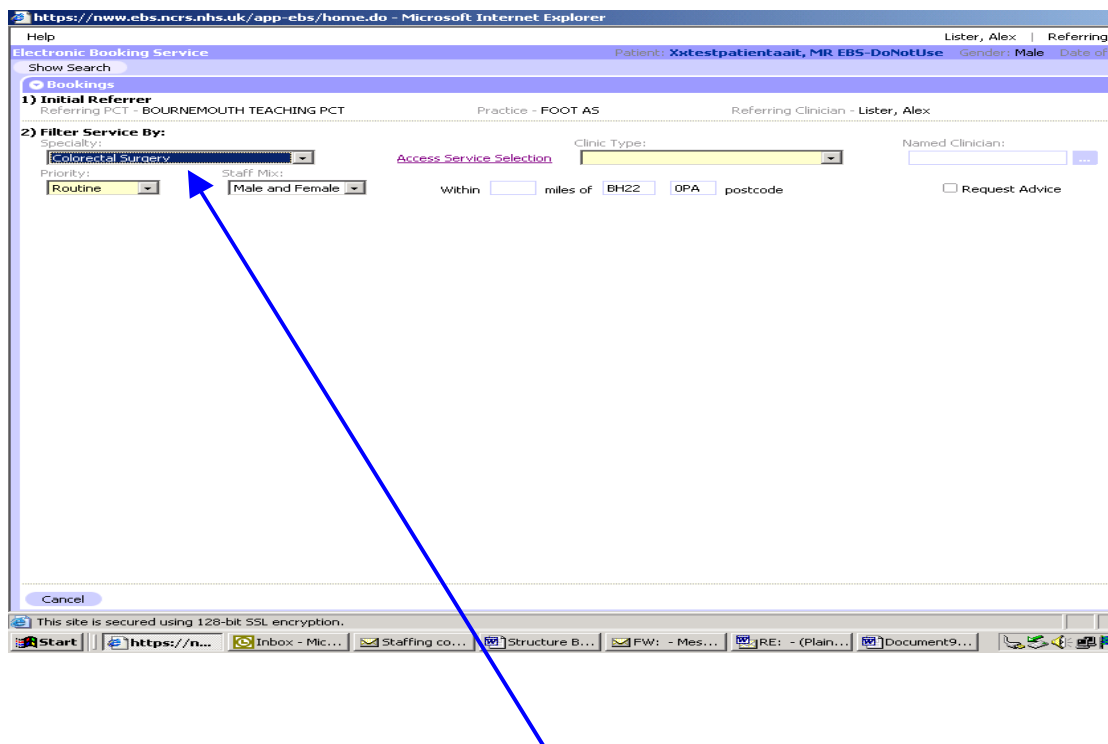 https://nww.ebs.ncrs.nhs.uk/app-ebs/home.do - Microsoft Internet Explorer
Help Lister, Alex | Referring
Electronic Booking Service Patient: Xxtestpatientaait, MR EBS-DoNotUse Gender: Male Date of
Show Search
Bookings
1) Initial Referrer
Referring PCT - BOURNEMOUTH TEACHING PCT Practice - FOOT AS Referring Clinician - Lister, Alex
2) Filter Service By:
Specialty: Clinic Type: Named Clinician:
Colorectal Surgery Access Service Selection ...
Priority: Staff Mix:
Routine Male and Female Within miles of BH22 0PA postcode Request Advice
Cancel
This site is secured using 128-bit SSL encryption.
Start https://n... Inbox - Mic... Staffing co... Structure B... FW: - Mes... RE: - (Plain... Document9...